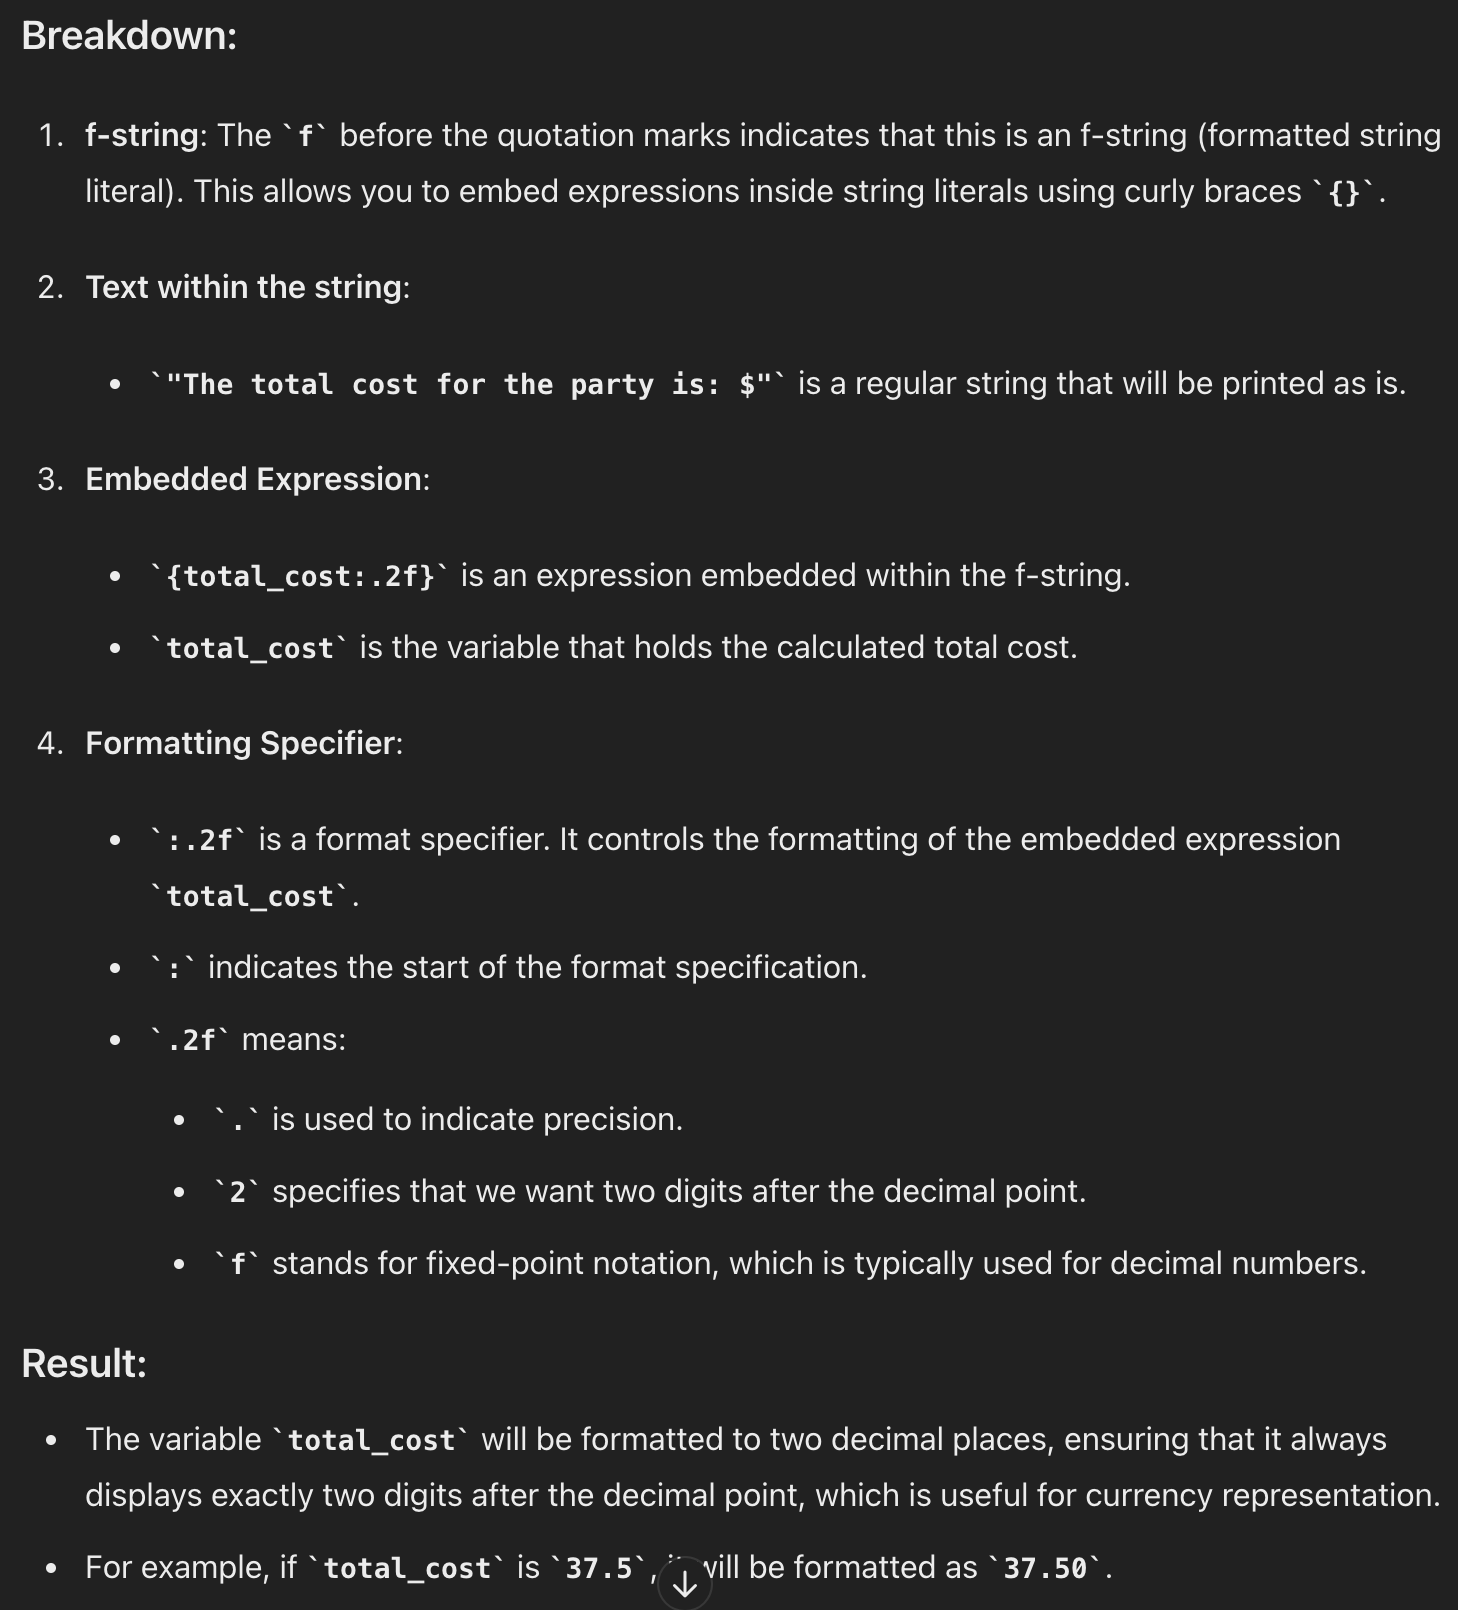 Breakdown:
1. f-string: The `f` before the quotation marks indicates that this is an f-string (formatted string
literal). This allows you to embed expressions inside string literals using curly braces `{}`.
2. Text within the string:
• `"The total cost for the party is: $"` is a regular string that will be printed as is.
3. Embedded Expression:
• `{total_cost:.2f}` is an expression embedded within the f-string.
• `total_cost` is the variable that holds the calculated total cost.
4. Formatting Specifier:
• `:.2f` is a format specifier. It controls the formatting of the embedded expression
`total_cost`.
• `:` indicates the start of the format specification.
• `.2f` means:
• `.` is used to indicate precision.
• `2` specifies that we want two digits after the decimal point.
• `f` stands for fixed-point notation, which is typically used for decimal numbers.
Result:
• The variable `total_cost` will be formatted to two decimal places, ensuring that it always
displays exactly two digits after the decimal point, which is useful for currency representation.
• For example, if `total_cost` is `37.5`, it will be formatted as `37.50`.